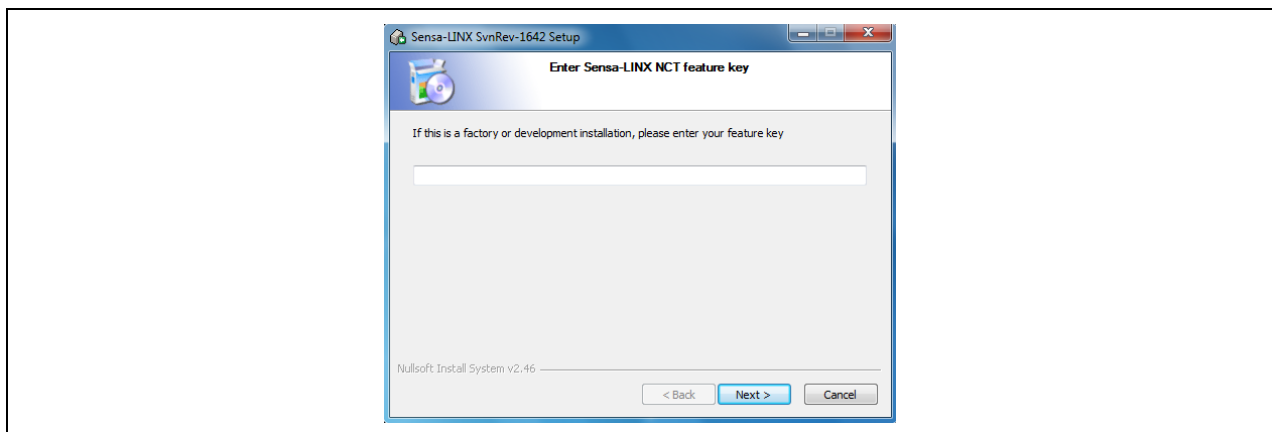 Sensa-LINX SvnRev-1642 Setup
Enter Sensa-LINX NCT feature key
If this is a factory or development installation, please enter your feature key
Nullsoft Install System v2.46
< Back Next > Cancel